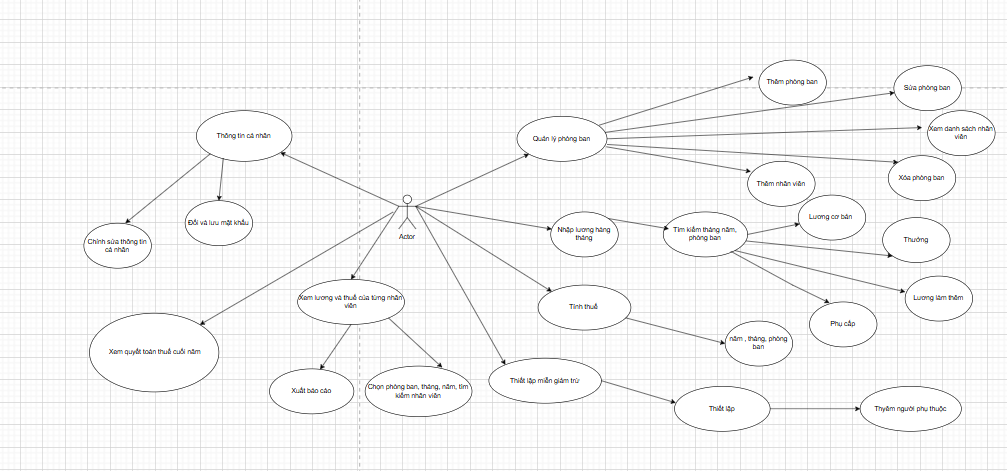 Thông tin cá nhân
Chỉnh sửa thông tin
cá nhân
Đổi và lưu mật khẩu
Actor
Quản lý phòng ban
Thêm phòng ban
Sửa phòng ban
Xem danh sách nhân
viên
Xóa phòng ban
Thêm nhân viên
Nhập lương hàng
tháng
Tìm kiếm tháng năm,
phòng ban
Lương cơ bản
Thưởng
Lương làm thêm
Phụ cấp
Tính thuế
năm , tháng, phòng
ban
Thiết lập miễn giảm trừ
Thiết lập
Thyêm người phụ thuộc
Xem lương và thuế của từng nhân
viên
Xuất báo cáo
Chọn phòng ban, tháng, năm, tìm
kiếm nhân viên
Xem quyết toán thuế cuối năm